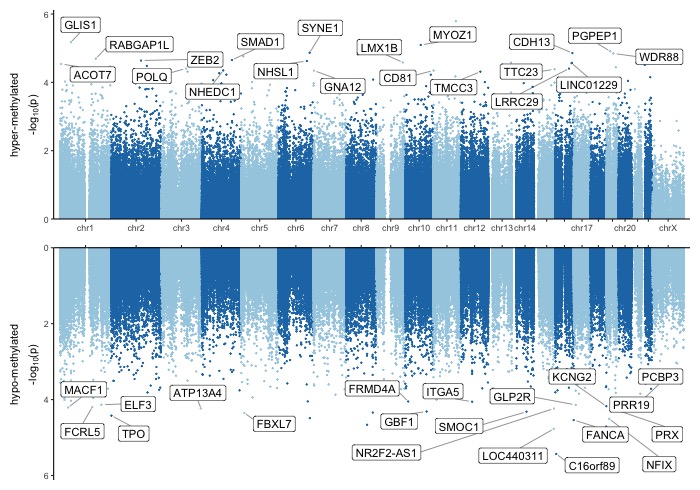 6
4
2
0
hyper-methylated
-log10(p)
GLIS1
RABGAP1L
ACOT7
POLQ
ZEB2
NHEDC1
SMAD1
NHSL1
SYNE1
GNA12
LMX1B
CD81
MYOZ1
TMCC3
CDH13
TTC23
LRRC29
PGPEP1
LINC01229
WDR88
chr1 chr2 chr3 chr4 chr5 chr6 chr7 chr8 chr9 chr10 chr11 chr12 chr13 chr14 chr17 chr20 chrX
0
2
4
6
hypo-methylated
-log10(p)
MACF1
FCRL5
ELF3
TPO
ATP13A4
FBXL7
FRMD4A
GBF1
NR2F2-AS1
ITGA5
SMOC1
GLP2R
LOC440311
KCNG2
C16orf89
FANCA
PRR19
PCBP3
PRX
NFIX